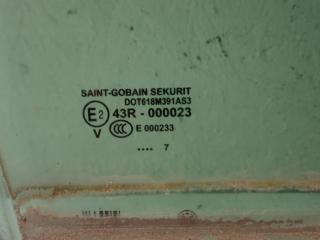 SAINT-GOBAIN SEKURIT
DOT618M391AS3
E2 43R - 000023
V CCC E 000233
.... 7